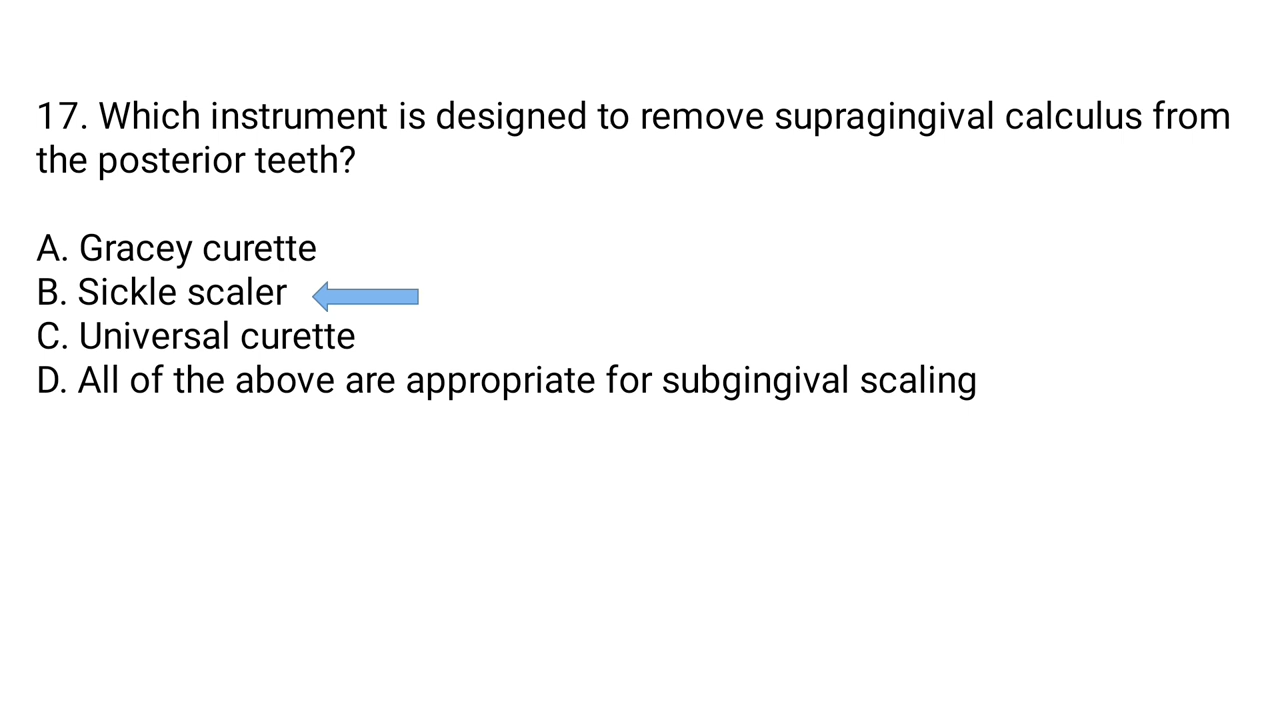 17. Which instrument is designed to remove supragingival calculus from
the posterior teeth?
A. Gracey curette
B. Sickle scaler
C. Universal curette
D. All of the above are appropriate for subgingival scaling